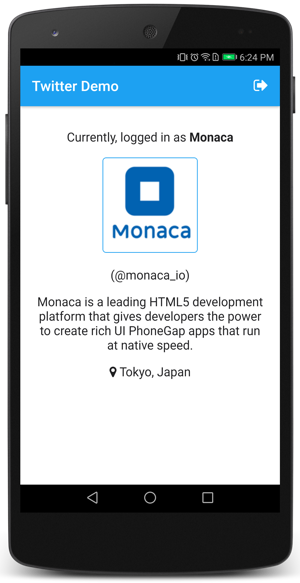 6:24 PM
Twitter Demo
Currently, logged in as Monaca
Monaca
(@monaca_io)
Monaca is a leading HTML5 development
platform that gives developers the power
to create rich UI PhoneGap apps that run
at native speed.
Tokyo, Japan